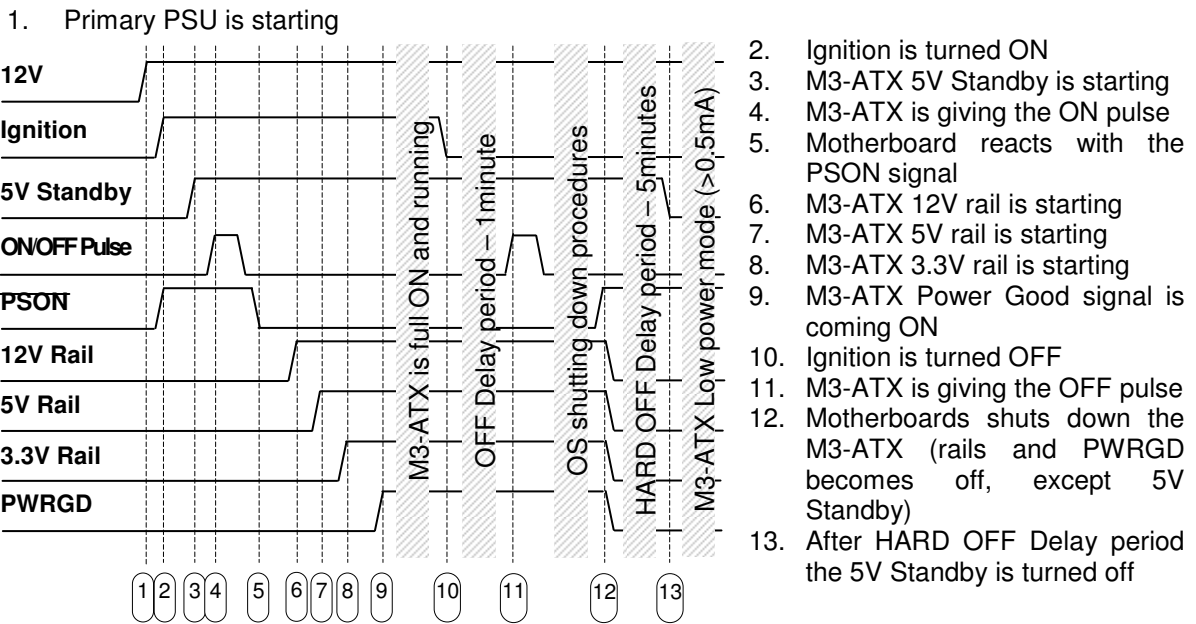 1. Primary PSU is starting
12V
Ignition
5V Standby
ON/OFF Pulse
PSON
12V Rail
5V Rail
3.3V Rail
PWRGD
M3-ATX is full ON and running
OFF Delay period – 1minute
OS shutting down procedures
HARD OFF Delay period – 5minutes
M3-ATX Low power mode (>0.5mA)
1 2 3 4 5 6 7 8 9 10 11 12 13
2. Ignition is turned ON
3. M3-ATX 5V Standby is starting
4. M3-ATX is giving the ON pulse
5. Motherboard reacts with the
PSON signal
6. M3-ATX 12V rail is starting
7. M3-ATX 5V rail is starting
8. M3-ATX 3.3V rail is starting
9. M3-ATX Power Good signal is
coming ON
10. Ignition is turned OFF
11. M3-ATX is giving the OFF pulse
12. Motherboards shuts down the
M3-ATX (rails and PWRGD
becomes off, except 5V
Standby)
13. After HARD OFF Delay period
the 5V Standby is turned off